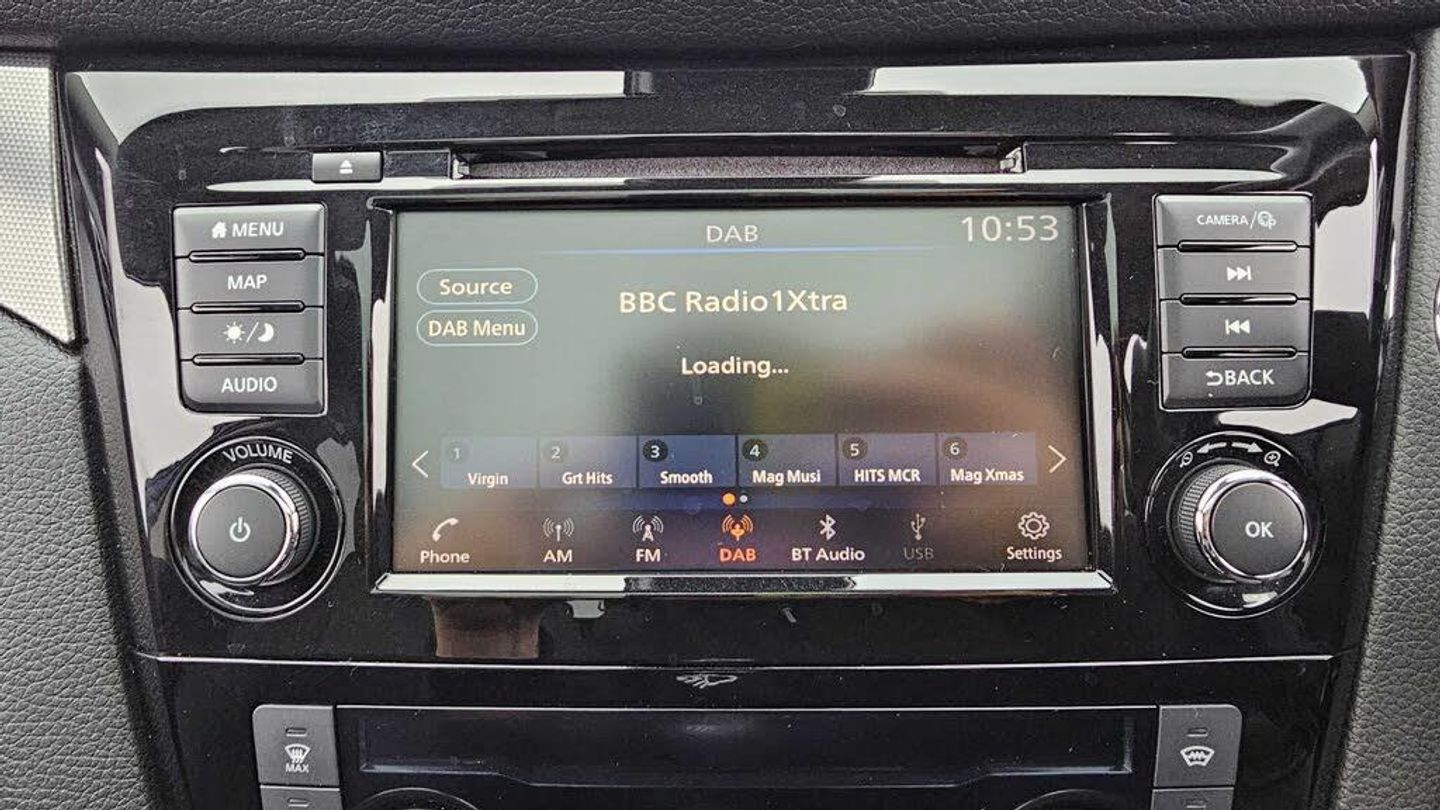 MENU
MAP
AUDIO
VOLUME
DAB
10:53
Source
DAB Menu
BBC Radio1Xtra
Loading...
1 Virgin
2 Grt Hits
3 Smooth
4 Mag Musi
5 HITS MCR
6 Mag Xmas
Phone
AM
FM
DAB
BT Audio
USB
Settings
CAMERA/
BACK
OK
MAX